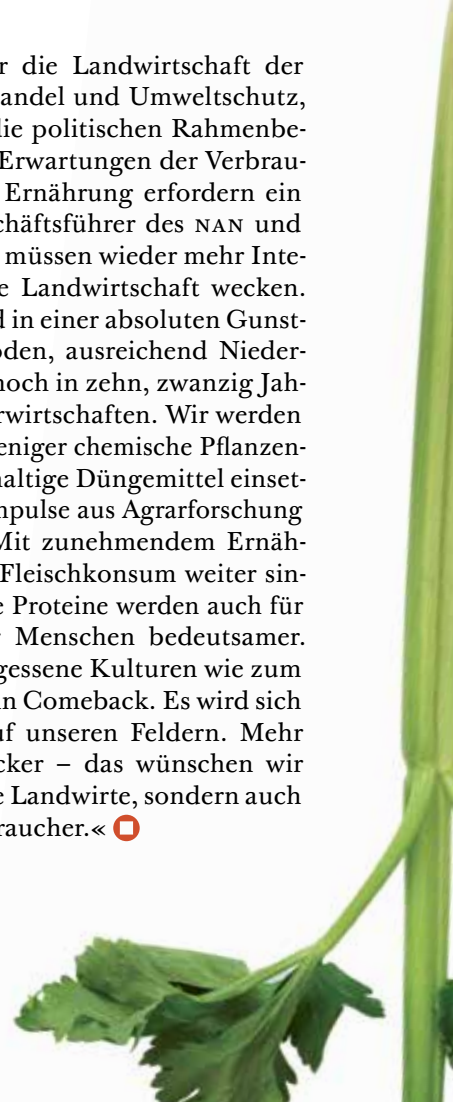 r die Landwirtschaft der
andel und Umweltschutz,
lie politischen Rahmenbe-
Erwartungen der Verbrau-
Ernährung erfordern ein
chäftsführer des NAN und
müssen wieder mehr Inte-
e Landwirtschaft wecken.
d in einer absoluten Gunst-
oden, ausreichend Nieder-
noch in zehn, zwanzig Jah-
rwirtschaften. Wir werden
eniger chemische Pflanzen-
haltige Düngemittel einset-
npulse aus Agrarforschung
Mit zunehmendem Ernäh-
Fleischkonsum weiter sin-
e Proteine werden auch für
r Menschen bedeutsamer.
gessene Kulturen wie zum
in Comeback. Es wird sich
uf unseren Feldern. Mehr
cker – das wünschen wir
e Landwirte, sondern auch
raucher.«